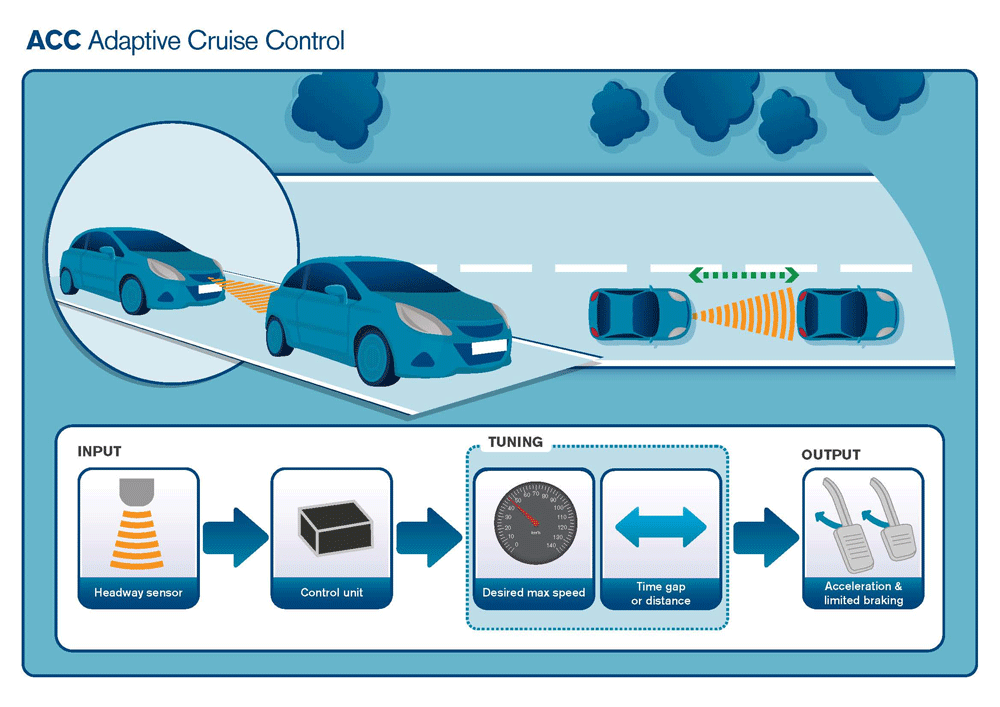 ACC Adaptive Cruise Control
INPUT
TUNING
OUTPUT
0
10
20
30
40
50
60
70
80
90
100
110
120
130
140
km/h
Headway sensor
Control unit
Desired max speed
Time gap
or distance
Acceleration &
limited braking